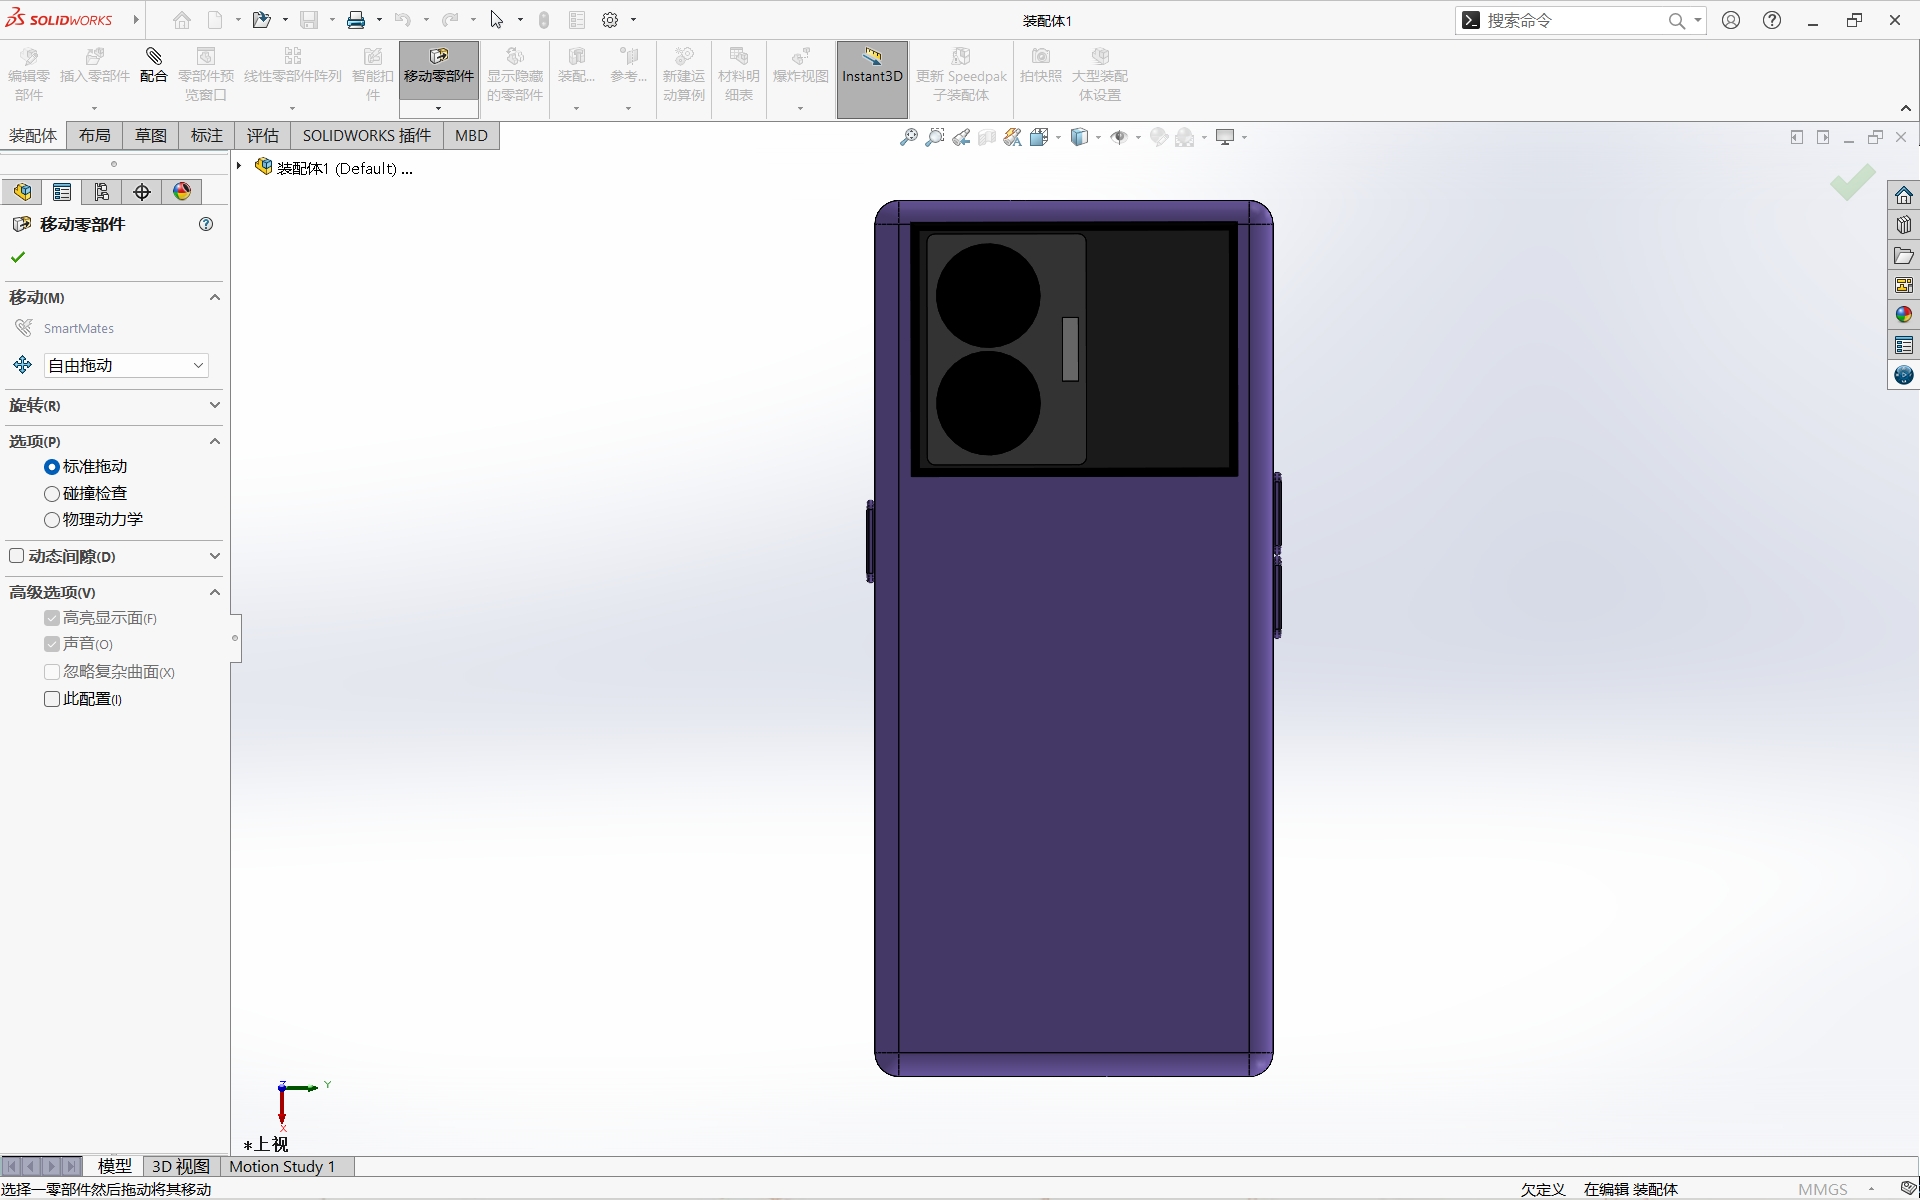 SOLIDWORKS
装配体1
搜索命令
编辑零部件
插入零部件
配合
零部件预览窗口
线性零部件阵列
智能扣件
移动零部件
显示隐藏的零部件
装配...
参考...
新建运动算例
材料明细表
爆炸视图
Instant3D
更新 Speedpak 子装配体
拍快照
大型装配体设置
装配体 布局 草图 标注 评估 SOLIDWORKS 插件 MBD
装配体1 (Default) ...
移动零部件
移动(M)
SmartMates
自由拖动
旋转(R)
选项(P)
标准拖动
碰撞检查
物理动力学
动态间隙(D)
高级选项(V)
高亮显示面(F)
声音(O)
忽略复杂曲面(X)
此配置(I)
Z
Y
X
*上视
模型 3D 视图 Motion Study 1
选择一零部件然后拖动将其移动
欠定义 在编辑 装配体 MMGS